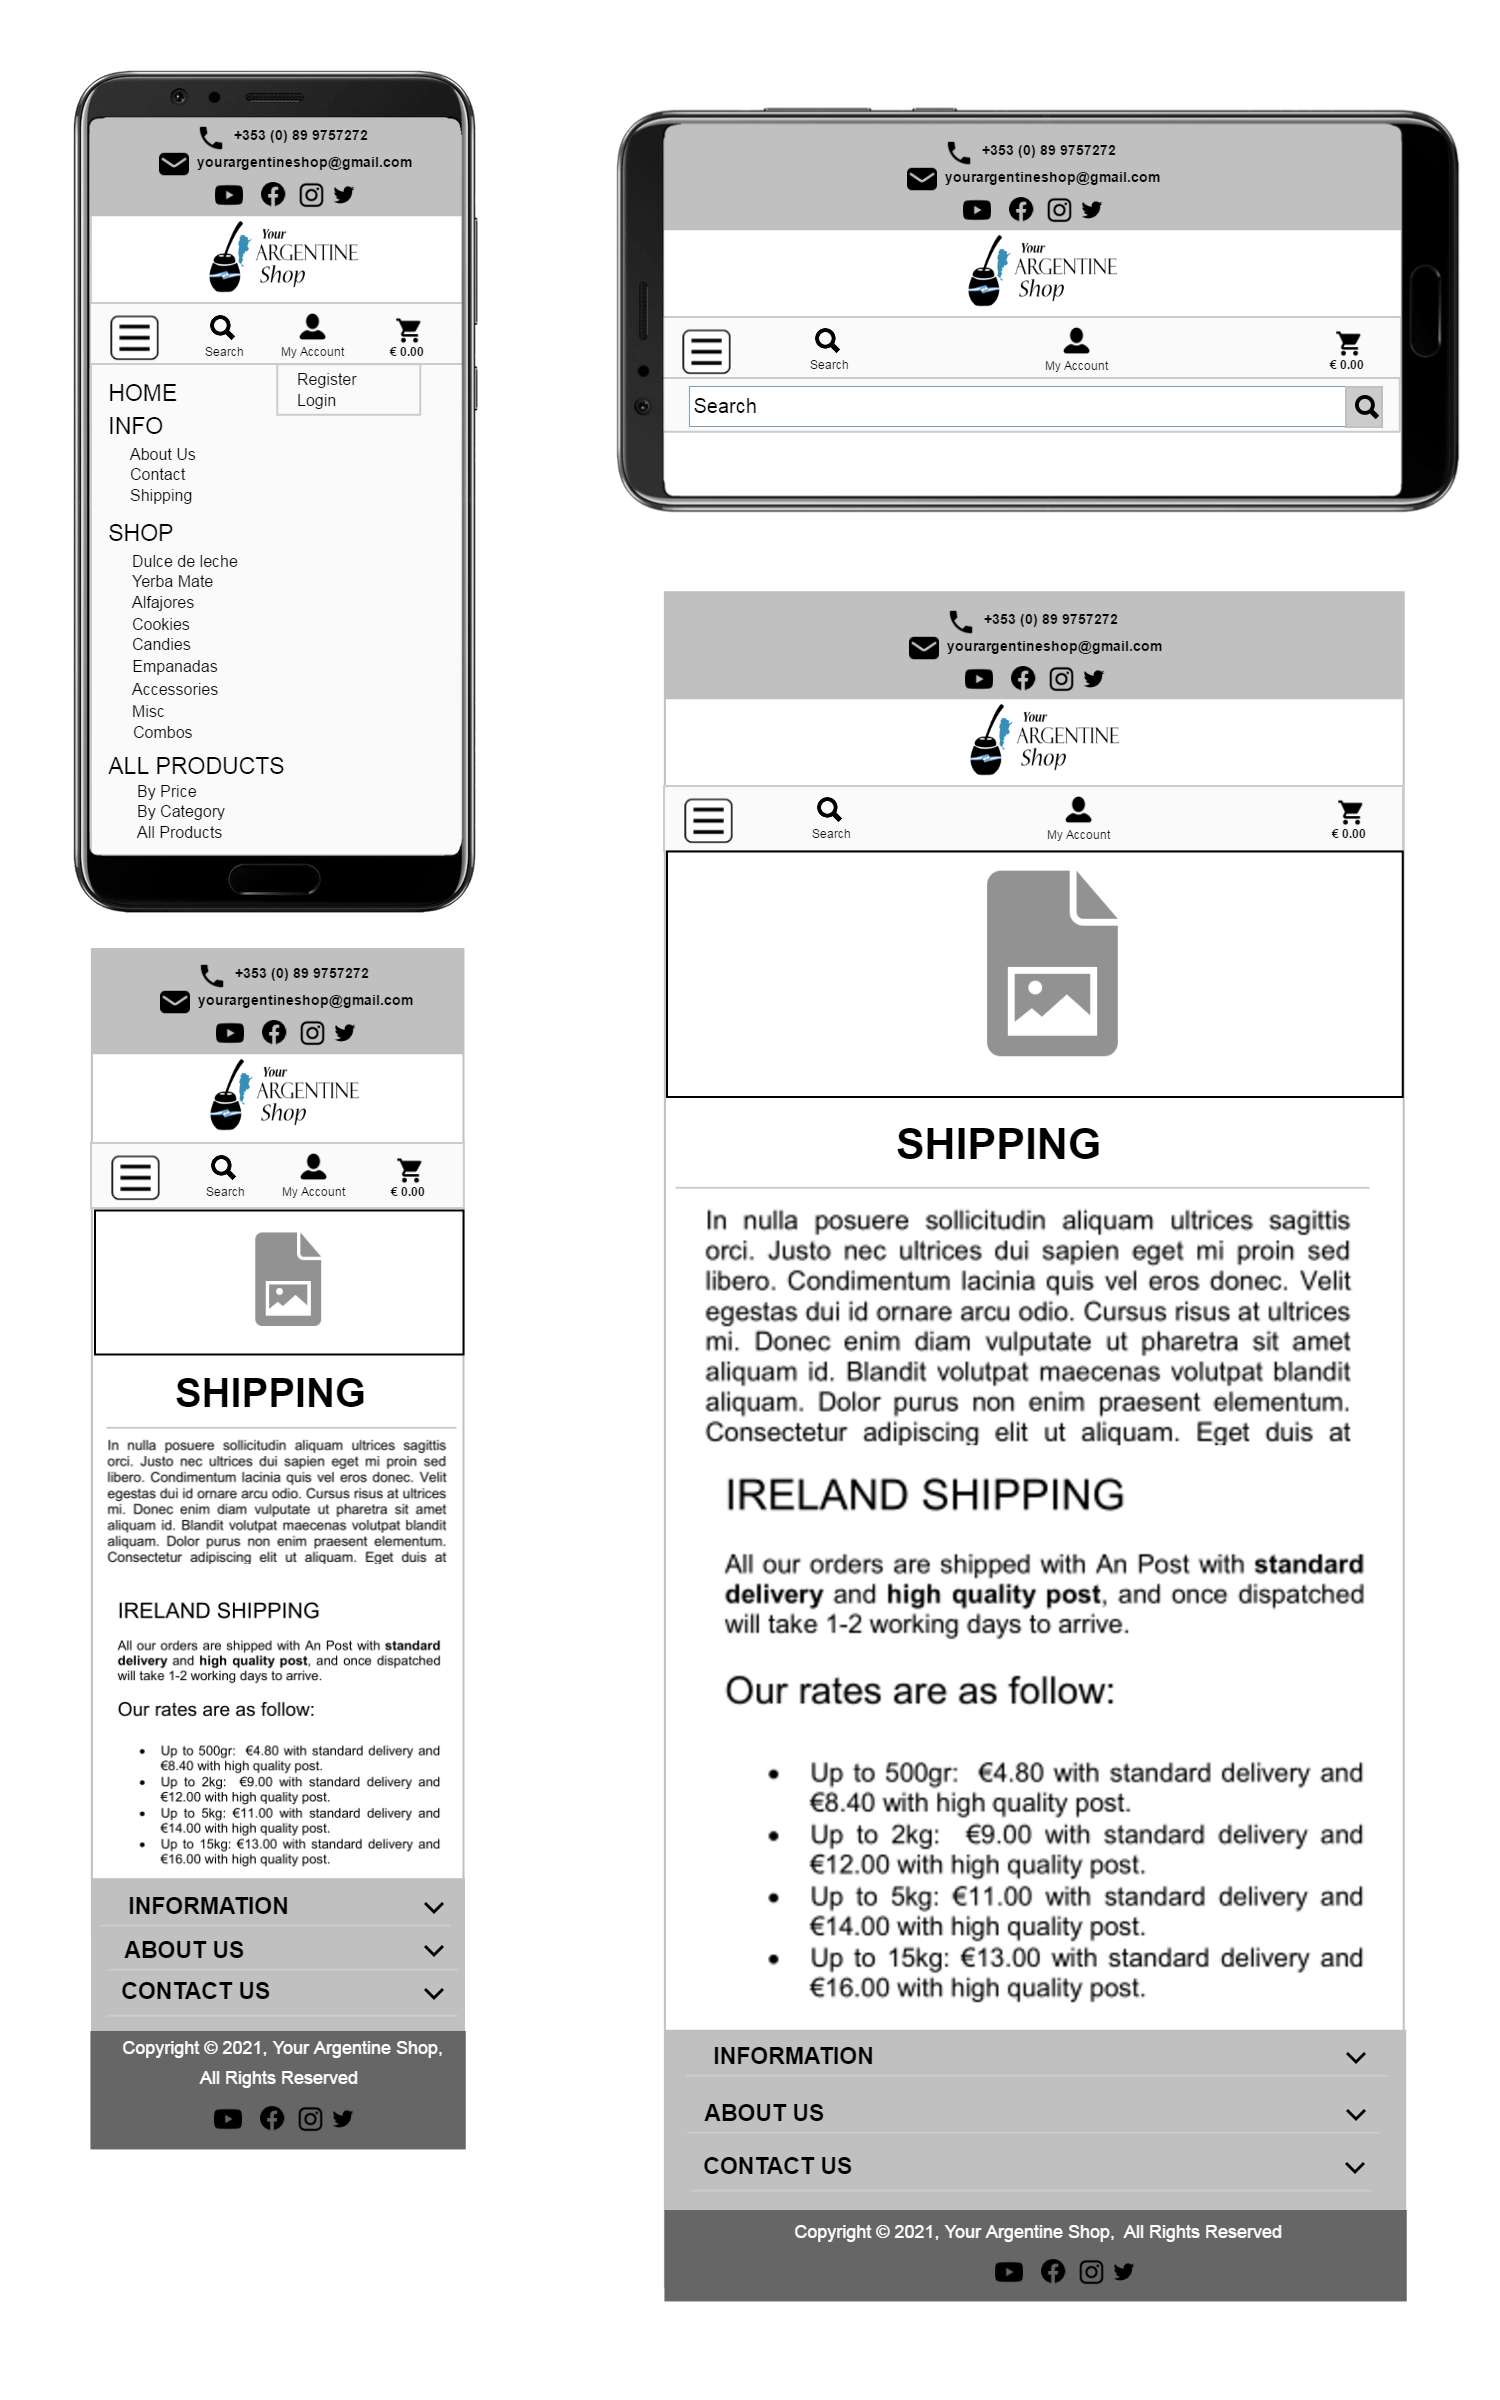 +353 (0) 89 9757272
yourargentineshop@gmail.com
Your
ARGENTINE
Shop
Search
My Account
€ 0.00
Register
Login
HOME
INFO
About Us
Contact
Shipping
SHOP
Dulce de leche
Yerba Mate
Alfajores
Cookies
Candies
Empanadas
Accessories
Misc
Combos
ALL PRODUCTS
By Price
By Category
All Products
+353 (0) 89 9757272
yourargentineshop@gmail.com
Your
ARGENTINE
Shop
Search
My Account
€ 0.00
Search
+353 (0) 89 9757272
yourargentineshop@gmail.com
Your
ARGENTINE
Shop
Search
My Account
€ 0.00
SHIPPING
In nulla posuere sollicitudin aliquam ultrices sagittis
orci. Justo nec ultrices dui sapien eget mi proin sed
libero. Condimentum lacinia quis vel eros donec. Velit
egestas dui id ornare arcu odio. Cursus risus at ultrices
mi. Donec enim diam vulputate ut pharetra sit amet
aliquam id. Blandit volutpat maecenas volutpat blandit
aliquam. Dolor purus non enim praesent elementum.
Consectetur adipiscing elit ut aliquam. Eget duis at
IRELAND SHIPPING
All our orders are shipped with An Post with standard
delivery and high quality post, and once dispatched
will take 1-2 working days to arrive.
Our rates are as follow:
• Up to 500gr: €4.80 with standard delivery and
€8.40 with high quality post.
• Up to 2kg: €9.00 with standard delivery and
€12.00 with high quality post.
• Up to 5kg: €11.00 with standard delivery and
€14.00 with high quality post.
• Up to 15kg: €13.00 with standard delivery and
€16.00 with high quality post.
INFORMATION
ABOUT US
CONTACT US
Copyright © 2021, Your Argentine Shop,
All Rights Reserved
+353 (0) 89 9757272
yourargentineshop@gmail.com
Your
ARGENTINE
Shop
Search
My Account
€ 0.00
SHIPPING
In nulla posuere sollicitudin aliquam ultrices sagittis
orci. Justo nec ultrices dui sapien eget mi proin sed
libero. Condimentum lacinia quis vel eros donec. Velit
egestas dui id ornare arcu odio. Cursus risus at ultrices
mi. Donec enim diam vulputate ut pharetra sit amet
aliquam id. Blandit volutpat maecenas volutpat blandit
aliquam. Dolor purus non enim praesent elementum.
Consectetur adipiscing elit ut aliquam. Eget duis at
IRELAND SHIPPING
All our orders are shipped with An Post with standard
delivery and high quality post, and once dispatched
will take 1-2 working days to arrive.
Our rates are as follow:
• Up to 500gr: €4.80 with standard delivery and
€8.40 with high quality post.
• Up to 2kg: €9.00 with standard delivery and
€12.00 with high quality post.
• Up to 5kg: €11.00 with standard delivery and
€14.00 with high quality post.
• Up to 15kg: €13.00 with standard delivery and
€16.00 with high quality post.
INFORMATION
ABOUT US
CONTACT US
Copyright © 2021, Your Argentine Shop, All Rights Reserved